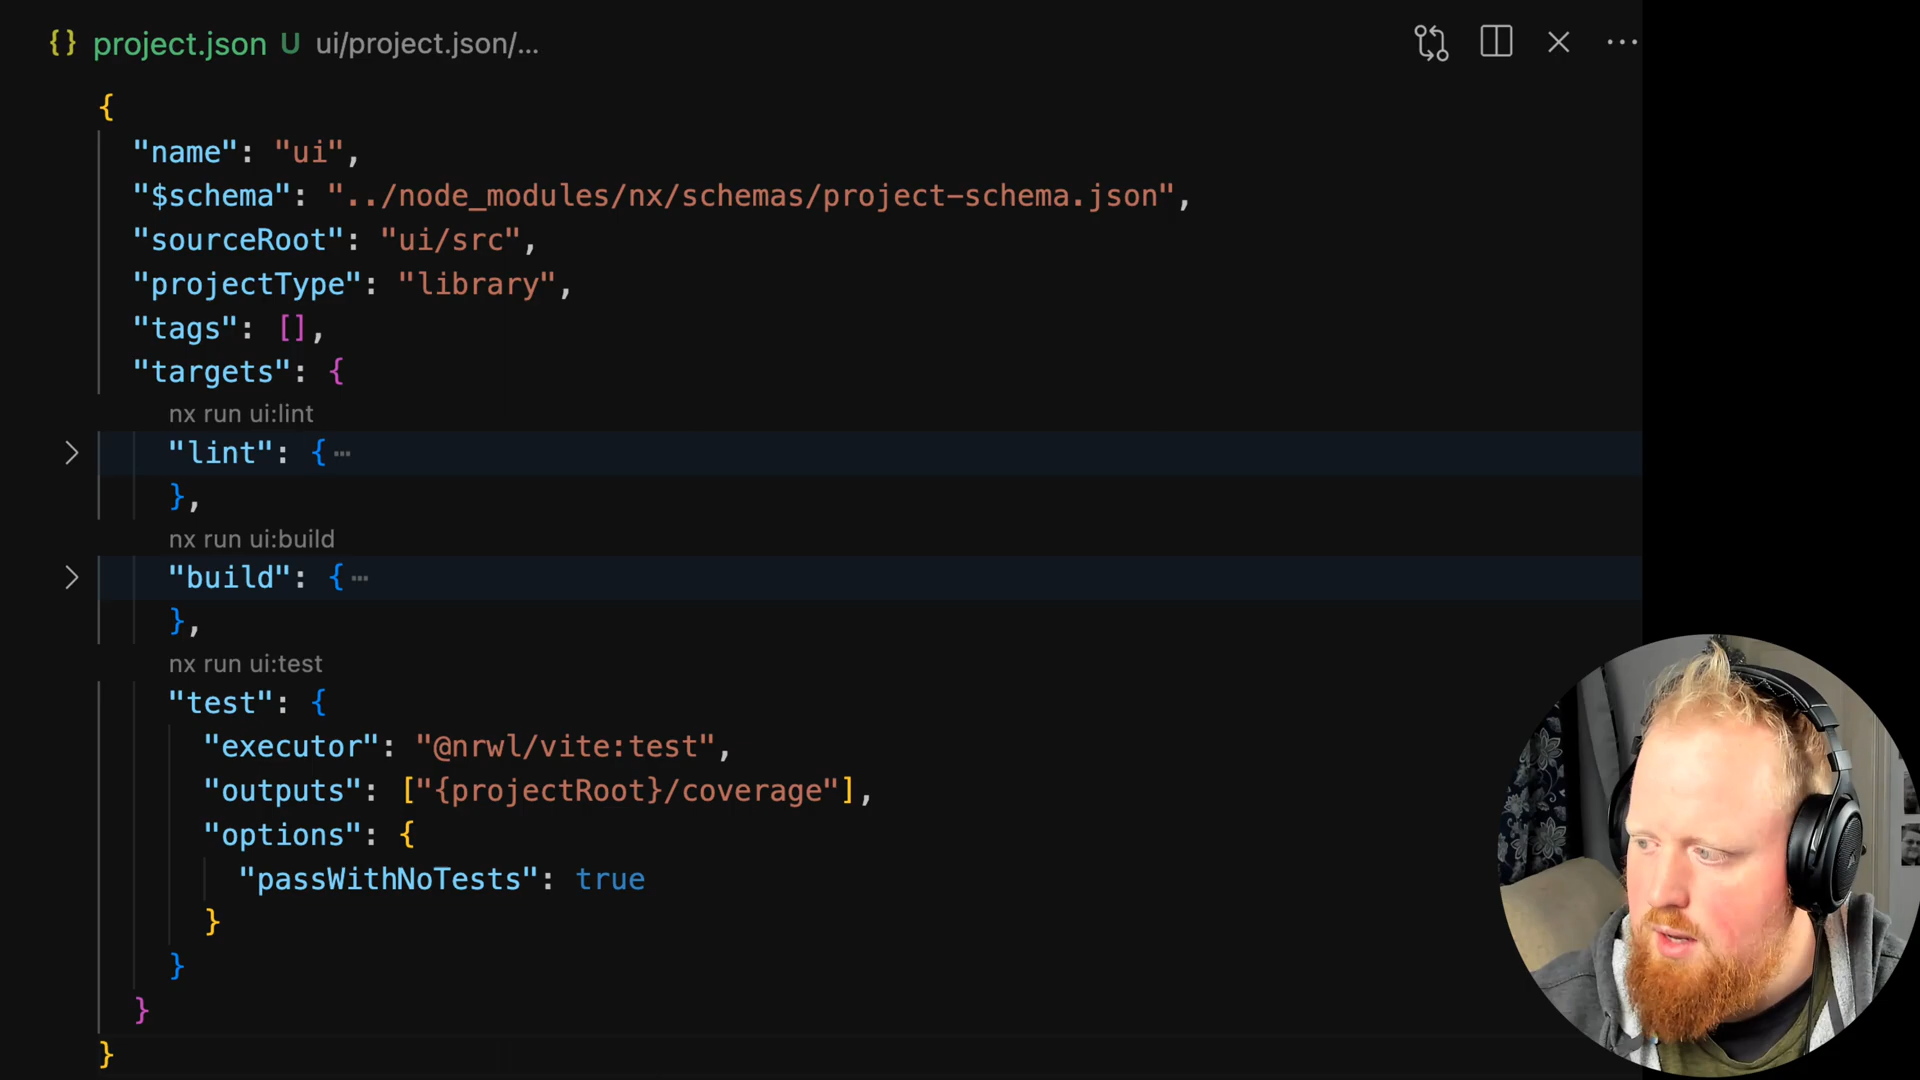 {} project.json U ui/project.json/...
{
"name": "ui",
"$schema": "../node_modules/nx/schemas/project-schema.json",
"sourceRoot": "ui/src",
"projectType": "library",
"tags": [],
"targets": {
nx run ui:lint
"lint": { ⋯
},
nx run ui:build
"build": { ⋯
},
nx run ui:test
"test": {
"executor": "@nrwl/vite:test",
"outputs": ["{projectRoot}/coverage"],
"options": {
"passWithNoTests": true
}
}
}
}